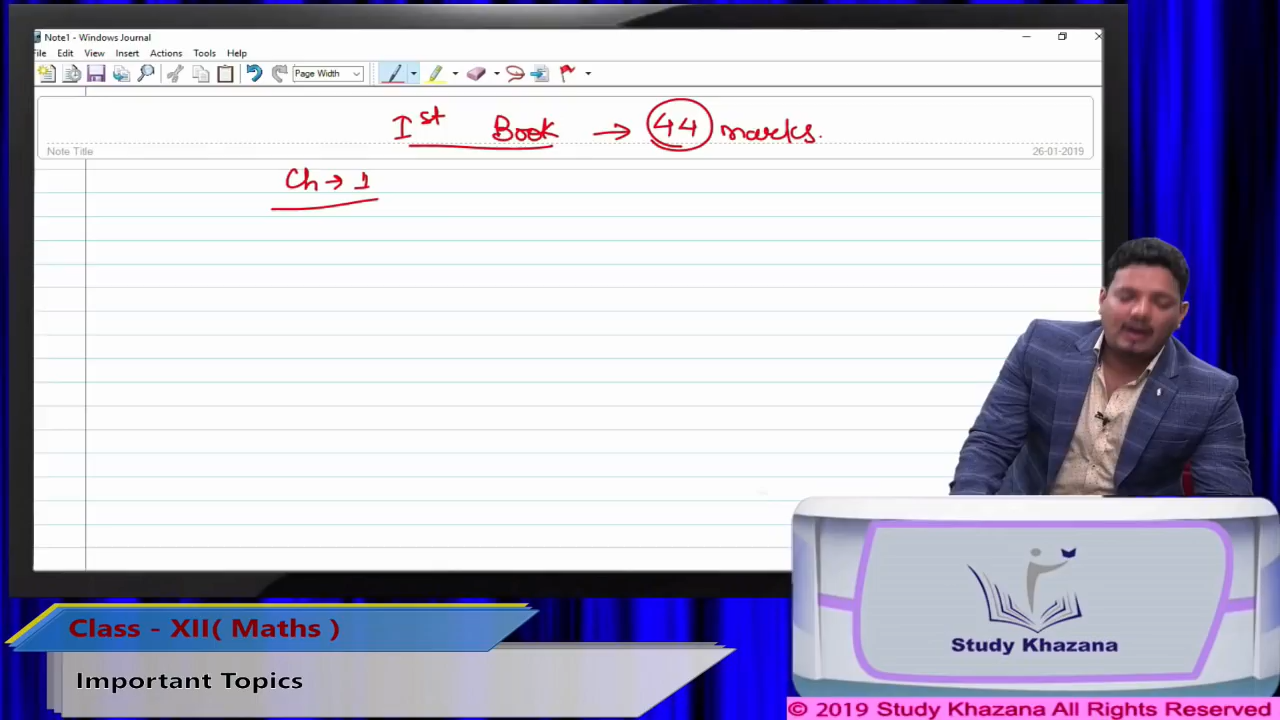 Note1 - Windows Journal
File Edit View Insert Actions Tools Help
Page Width
Ist Book → 44 marks.
Note Title
26-01-2019
Ch → 1
Study Khazana
Class - XII( Maths )
Important Topics
© 2019 Study Khazana All Rights Reserved